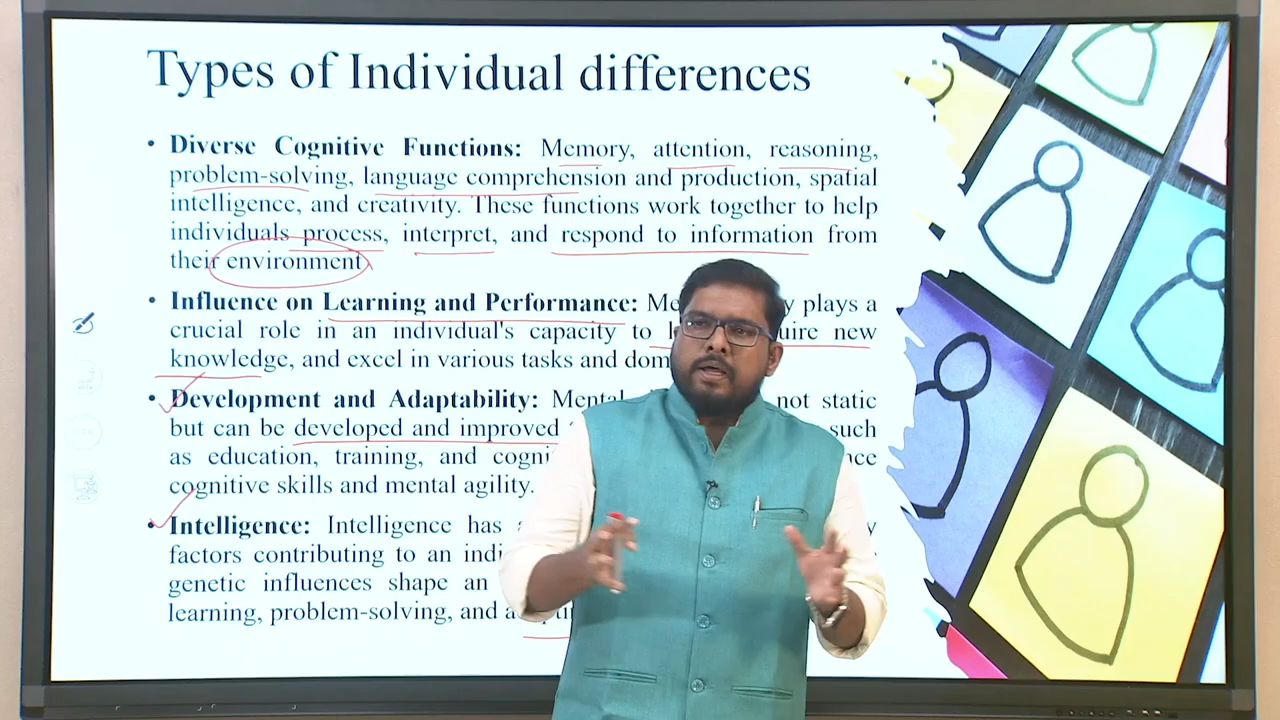 Types of Individual differences
• Diverse Cognitive Functions: Memory, attention, reasoning,
problem-solving, language comprehension and production, spatial
intelligence, and creativity. These functions work together to help
individuals process, interpret, and respond to information from
their environment
• Influence on Learning and Performance: plays a
crucial role in an individual's capacity to new
knowledge, and excel in various tasks and
• Development and Adaptability: Mental not static
but can be developed and improved such
as education, training, and
cognitive skills and mental agility.
• Intelligence: Intelligence has
factors contributing to an
genetic influences shape an
learning, problem-solving, and